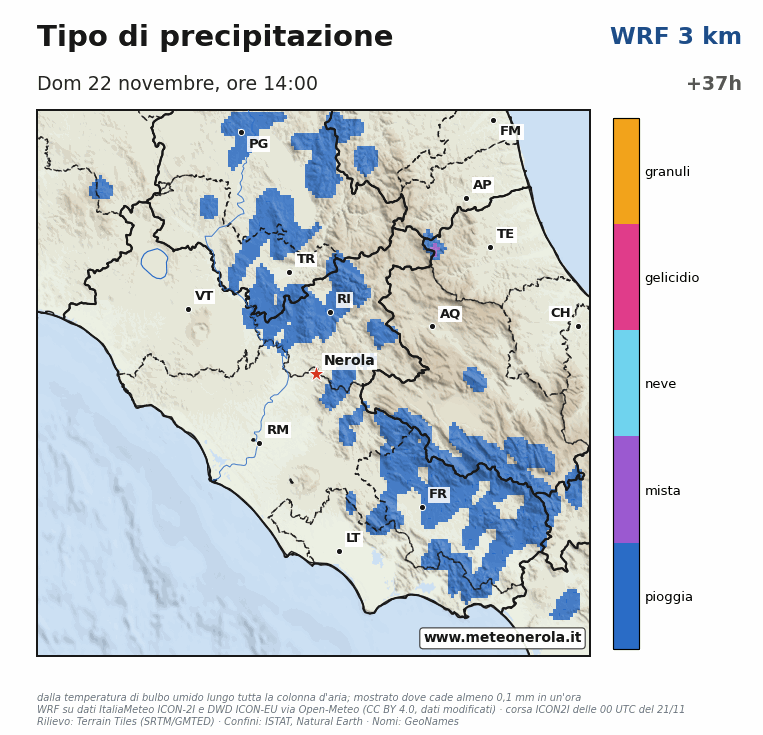 Tipo di precipitazione
WRF 3 km
Dom 22 novembre, ore 14:00
+37h
FM
PG
granuli
AP
TE
TR
gelicidio
VT
RI
AQ
CH
Nerola
neve
RM
mista
FR
LT
pioggia
www.meteonerola.it
dalla temperatura di bulbo umido lungo tutta la colonna d'aria; mostrato dove cade almeno 0,1 mm in un'ora
WRF su dati ItaliaMeteo ICON-2I e DWD ICON-EU via Open-Meteo (CC BY 4.0, dati modificati) · corsa ICON2I delle 00 UTC del 21/11
Rilievo: Terrain Tiles (SRTM/GMTED) · Confini: ISTAT, Natural Earth · Nomi: GeoNames